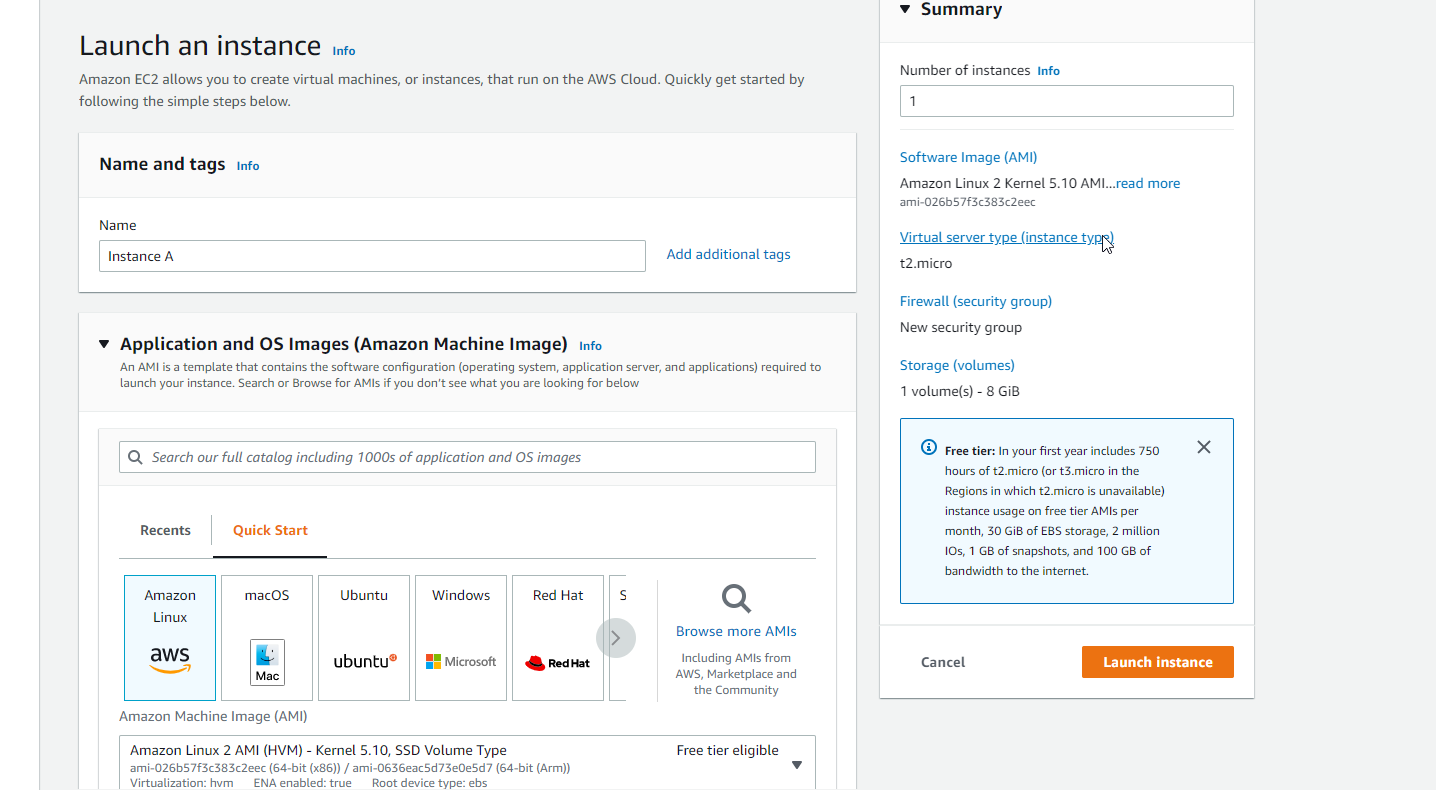 Launch an instance Info
Amazon EC2 allows you to create virtual machines, or instances, that run on the AWS Cloud. Quickly get started by
following the simple steps below.
Name and tags Info
Name
Instance A
Add additional tags
Application and OS Images (Amazon Machine Image) Info
An AMI is a template that contains the software configuration (operating system, application server, and applications) required to
launch your instance. Search or Browse for AMIs if you don't see what you are looking for below
Search our full catalog including 1000s of application and OS images
Recents
Quick Start
Amazon
Linux
aws
macOS
Mac
Ubuntu
ubuntu
Windows
Microsoft
Red Hat
Red Hat
S
Browse more AMIs
Including AMIs from
AWS, Marketplace and
the Community
Amazon Machine Image (AMI)
Amazon Linux 2 AMI (HVM) - Kernel 5.10, SSD Volume Type
Free tier eligible
ami-026b57f3c383c2eec (64-bit (x86)) / ami-0636eac5d73e0e5d7 (64-bit (Arm))
Virtualization: hvm ENA enabled: true Root device type: ebs
Summary
Number of instances Info
1
Software Image (AMI)
Amazon Linux 2 Kernel 5.10 AMI...read more
ami-026b57f3c383c2eec
Virtual server type (instance type)
t2.micro
Firewall (security group)
New security group
Storage (volumes)
1 volume(s) - 8 GiB
Free tier: In your first year includes 750
hours of t2.micro (or t3.micro in the
Regions in which t2.micro is unavailable)
instance usage on free tier AMIs per
month, 30 GiB of EBS storage, 2 million
IOs, 1 GB of snapshots, and 100 GB of
bandwidth to the internet.
Cancel
Launch instance